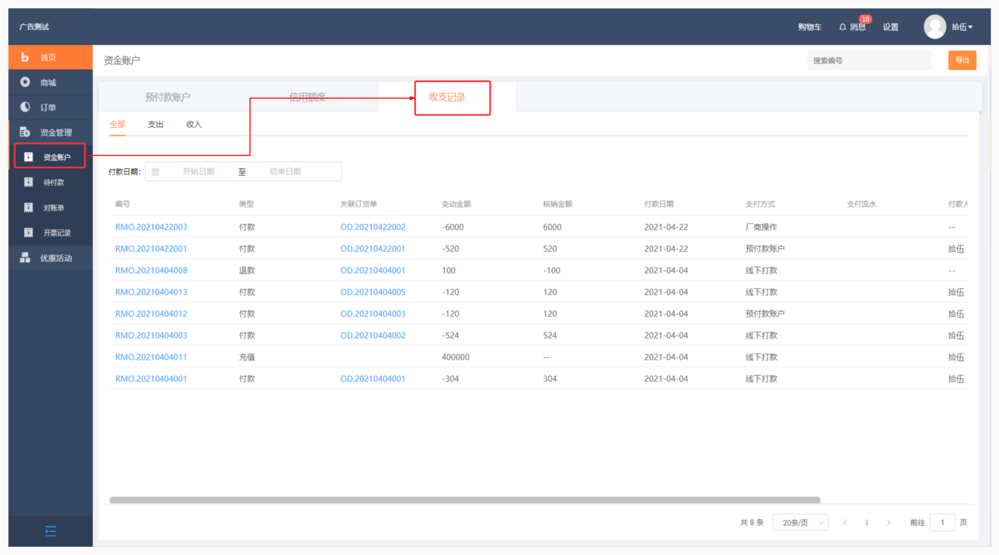 广告测试
购物车 消息 10 设置 拾伍
首页
商城
订单
资金管理
资金账户
待付款
对账单
开票记录
优惠活动
资金账户 搜索编号 导出
预付款账户 信用额度 收支记录
全部 支出 收入
付款日期: 开始日期 至 结束日期
编号 类型 关联订货单 变动金额 核销金额 付款日期 支付方式 支付流水 付款人
RMO.20210422003 付款 OD.20210422002 -6000 6000 2021-04-22 厂商操作 --
RMO.20210422001 付款 OD.20210422001 -520 520 2021-04-22 预付款账户 拾伍
RMO.20210404008 退款 OD.20210404001 100 -100 2021-04-04 线下打款 --
RMO.20210404013 付款 OD.20210404005 -120 120 2021-04-04 线下打款 拾伍
RMO.20210404012 付款 OD.20210404003 -120 120 2021-04-04 预付款账户 拾伍
RMO.20210404003 付款 OD.20210404002 -524 524 2021-04-04 线下打款 拾伍
RMO.20210404011 充值 400000 -- 2021-04-04 线下打款 拾伍
RMO.20210404001 付款 OD.20210404001 -304 304 2021-04-04 线下打款 拾伍
共 8 条 20条/页 1 前往 1 页